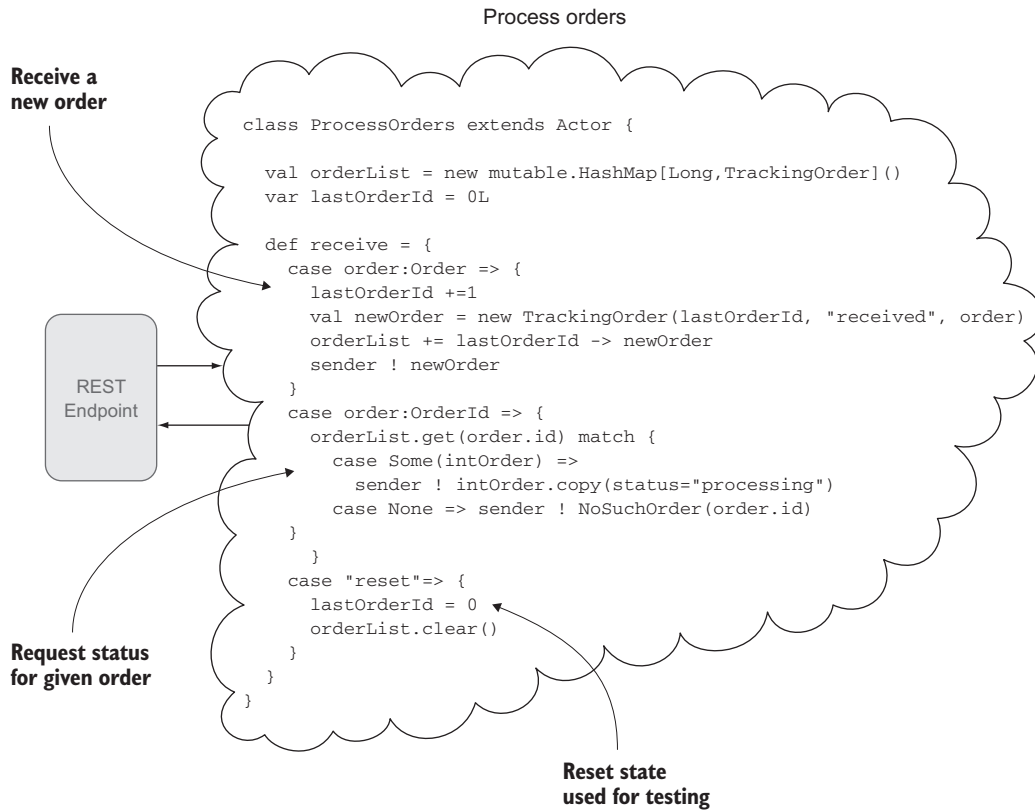 Process orders
Receive a
new order
class ProcessOrders extends Actor {
val orderList = new mutable.HashMap[Long,TrackingOrder]()
var lastOrderId = 0L
def receive = {
case order:Order => {
lastOrderId +=1
val newOrder = new TrackingOrder(lastOrderId, "received", order)
orderList += lastOrderId -> newOrder
sender ! newOrder
}
case order:OrderId => {
orderList.get(order.id) match {
case Some(intOrder) =>
sender ! intOrder.copy(status="processing")
case None => sender ! NoSuchOrder(order.id)
}
}
case "reset"=> {
lastOrderId = 0
orderList.clear()
}
}
}
REST
Endpoint
Request status
for given order
Reset state
used for testing